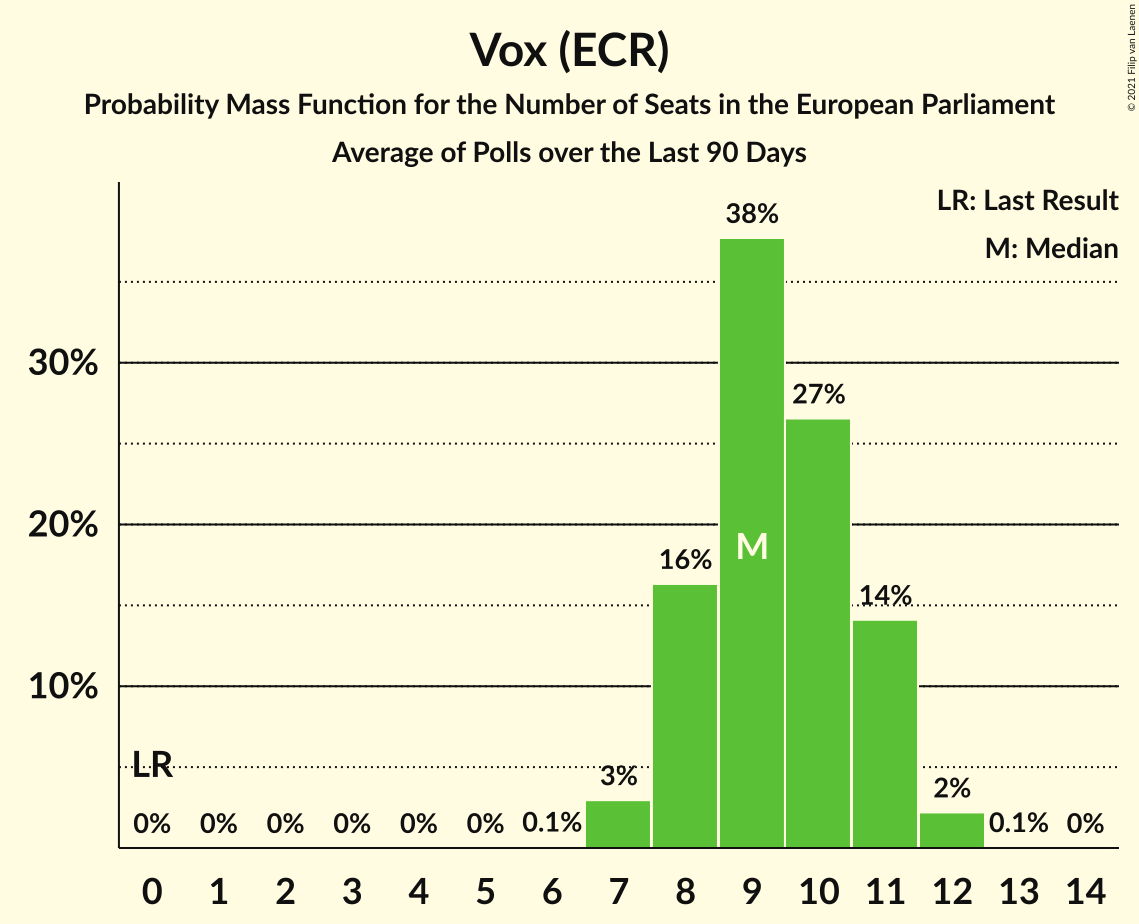 Vox (ECR)
Probability Mass Function for the Number of Seats in the European Parliament
Average of Polls over the Last 90 Days
© 2021 Filip van Laenen
LR: Last Result
M: Median
38%
30%
27%
20%
M
16%
14%
10%
LR
3%
2%
0% 0% 0% 0% 0% 0% 0.1% 0.1% 0%
0 1 2 3 4 5 6 7 8 9 10 11 12 13 14